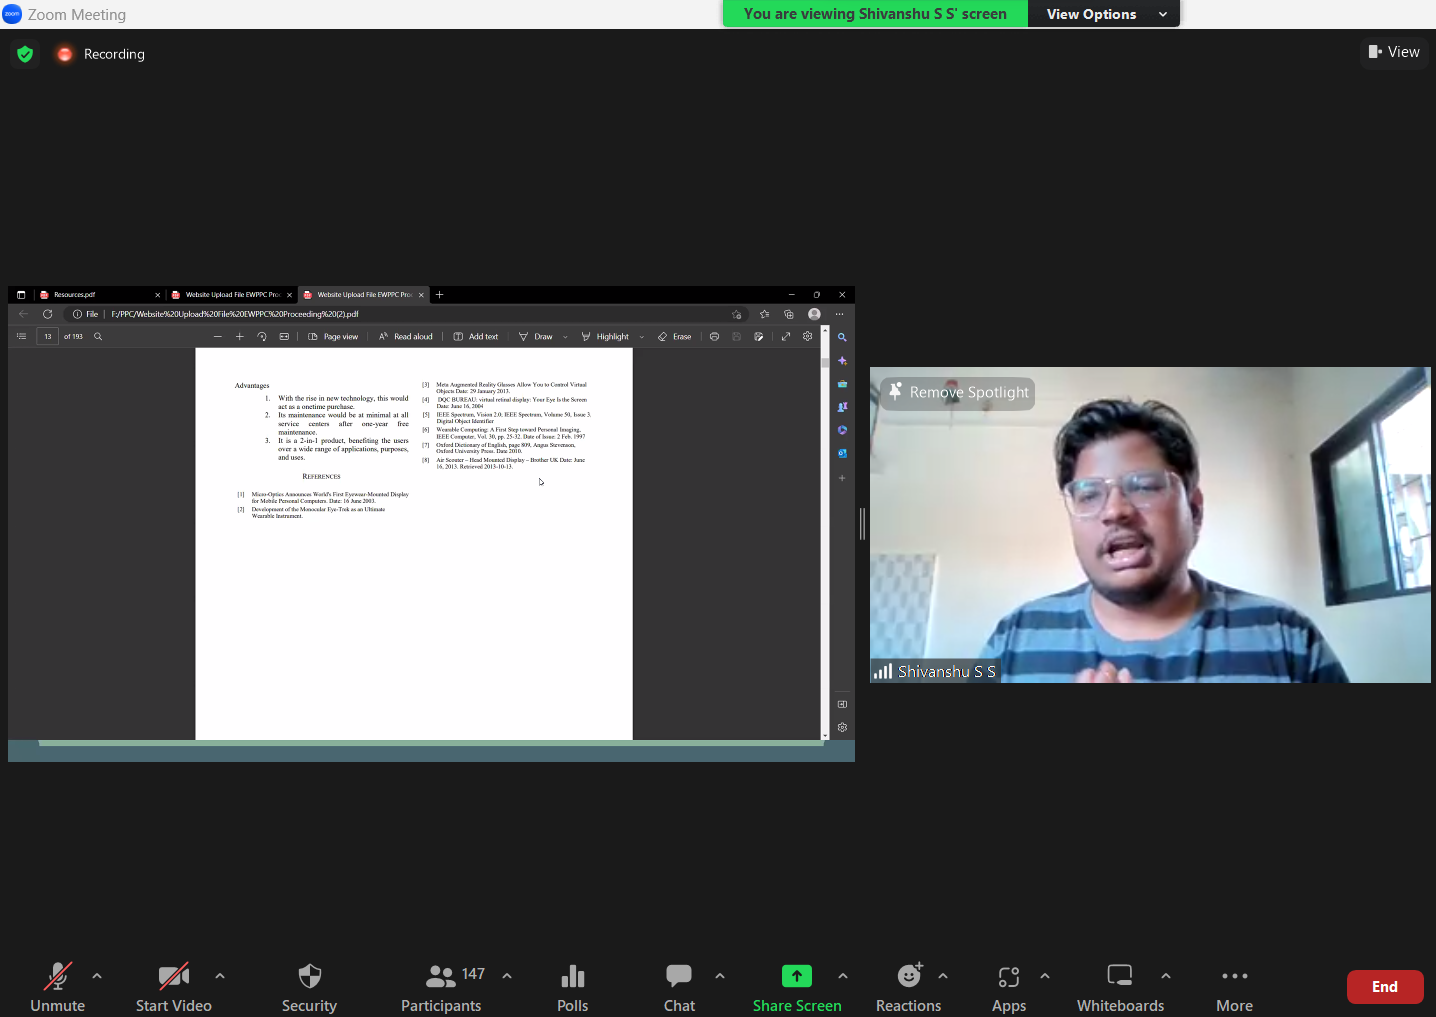 zoom Zoom Meeting
You are viewing Shivanshu S S' screen
View Options
Recording
View
Resources.pdf
Website Upload File EWPPC Proc
Website Upload File EWPPC Proc
File
F:/PPC/Website%20Upload%20File%20EWPPC%20Proceeding%20(2).pdf
13 of 193
Page view
Read aloud
Add text
Draw
Highlight
Erase
Advantages
1. With the rise in new technology, this would
act as a onetime purchase.
2. Its maintenance would be at minimal at all
service centers after one-year free
maintenance.
3. It is a 2-in-1 product, benefiting the users
over a wide range of applications, purposes,
and uses.
REFERENCES
[1] Micro-Optics Announces World's First Eyewear-Mounted Display
for Mobile Personal Computers. Date: 16 June 2003.
[2] Development of the Monocular Eye-Trek as an Ultimate
Wearable Instrument.
[3] Meta Augmented Reality Glasses Allow You to Control Virtual
Objects Date: 29 January 2013.
[4] DQC BUREAU: virtual retinal display: Your Eye Is the Screen
Date: June 16, 2004
[5] IEEE Spectrum, Vision 2.0, IEEE Spectrum, Volume 50, Issue 3,
Digital Object Identifier
[6] Wearable Computing: A First Step toward Personal Imaging,
IEEE Computer, Vol. 30, pp. 25-32. Date of Issue: 2 Feb. 1997
[7] Oxford Dictionary of English, page 809, Angus Stevenson,
Oxford University Press. Date 2010.
[8] Air Scouter – Head Mounted Display – Brother UK Date: June
16, 2013. Retrieved 2013-10-13.
Remove Spotlight
Shivanshu S S
Unmute
Start Video
Security
147
Participants
Polls
Chat
Share Screen
Reactions
Apps
Whiteboards
More
End